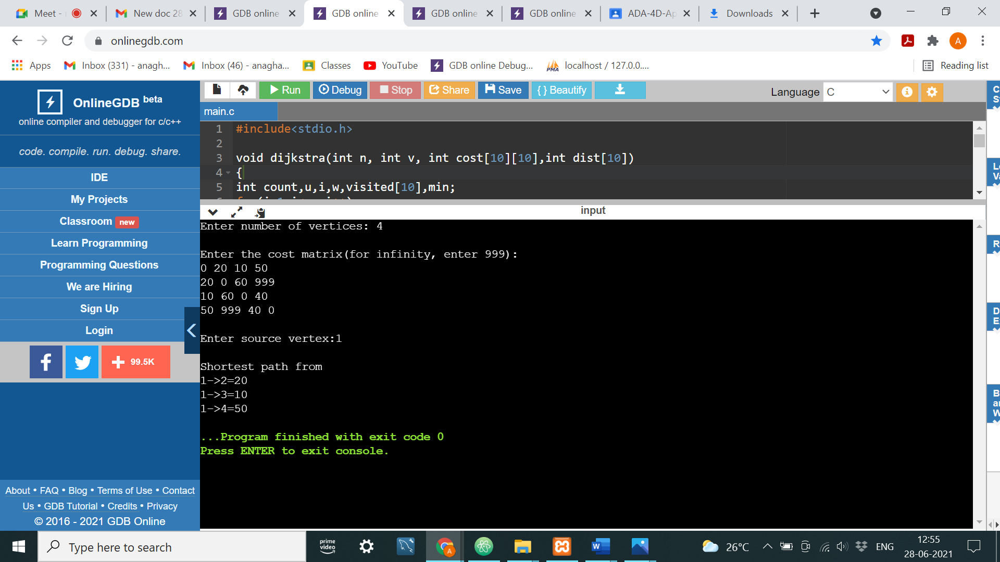 Meet -
New doc 28
GDB online
GDB online
GDB online
GDB online
ADA-4D-Ap
Downloads
onlinegdb.com
A
Apps
Inbox (331) - anagh...
Inbox (46) - anagha...
Classes
YouTube
GDB online Debug...
PMA
localhost / 127.0.0....
Reading list
OnlineGDB beta
online compiler and debugger for c/c++
code. compile. run. debug. share.
IDE
My Projects
Classroom new
Learn Programming
Programming Questions
We are Hiring
Sign Up
Login
f
99.5K
About • FAQ • Blog • Terms of Use • Contact
Us • GDB Tutorial • Credits • Privacy
© 2016 - 2021 GDB Online
Run
Debug
Stop
Share
Save
{ } Beautify
Language C
main.c
1 #include<stdio.h>
2
3 void dijkstra(int n, int v, int cost[10][10],int dist[10])
4 {
5 int count,u,i,w,visited[10],min;
input
Enter number of vertices: 4
Enter the cost matrix(for infinity, enter 999):
0 20 10 50
20 0 60 999
10 60 0 40
50 999 40 0
Enter source vertex:1
Shortest path from
1->2=20
1->3=10
1->4=50
...Program finished with exit code 0
Press ENTER to exit console.
Type here to search
prime
video
A
W
26°C
ENG
12:55
28-06-2021